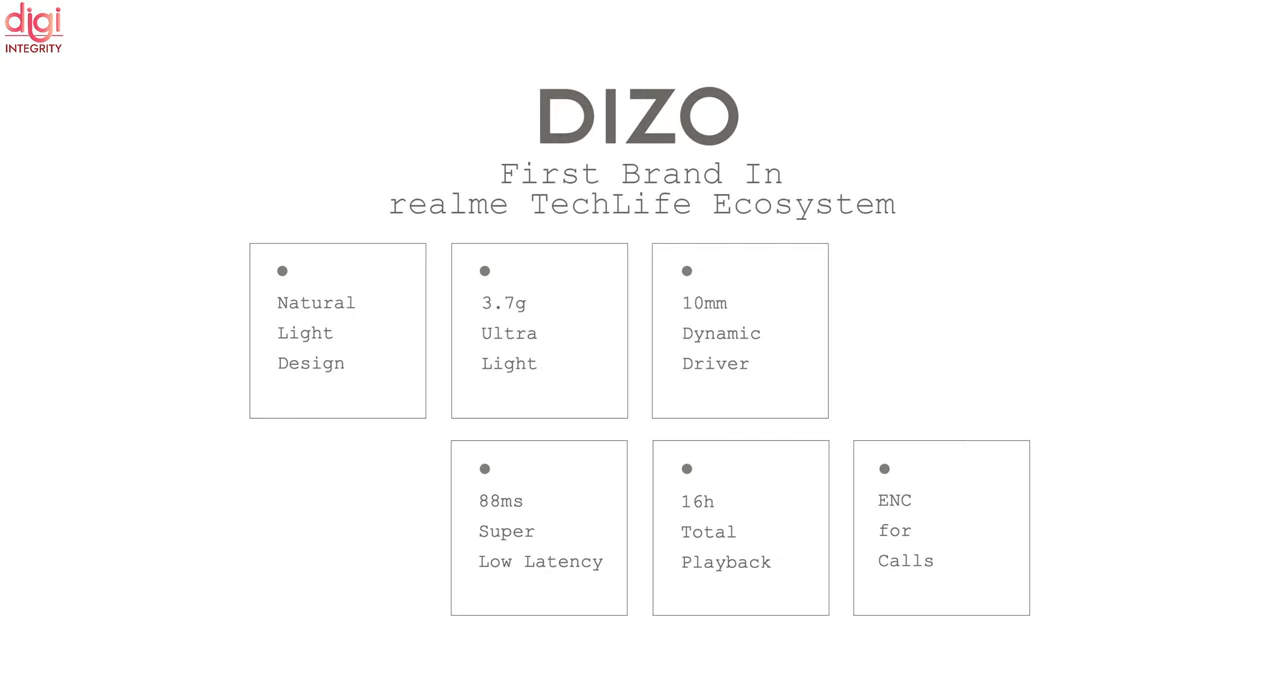 digi
INTEGRITY
DIZO
First Brand In
realme TechLife Ecosystem
Natural
Light
Design
3.7g
Ultra
Light
10mm
Dynamic
Driver
88ms
Super
Low Latency
16h
Total
Playback
ENC
for
Calls